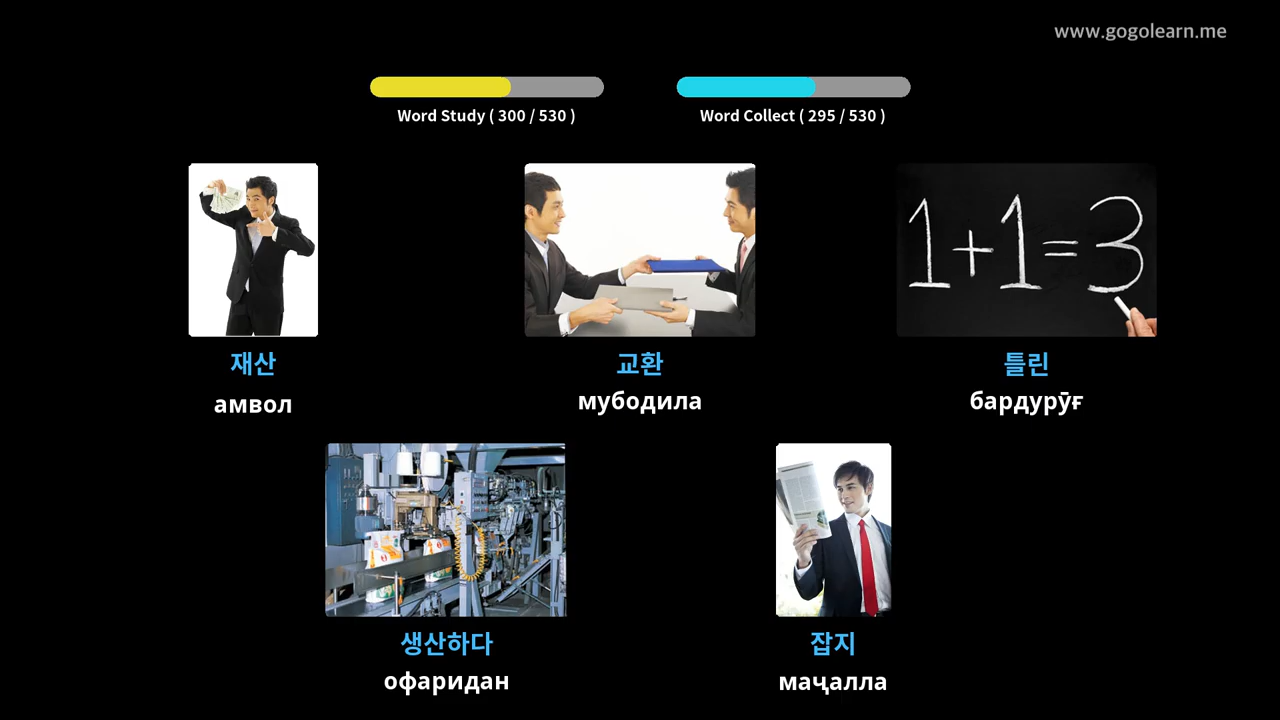 www.gogolearn.me
Word Study ( 300 / 530 )
Word Collect ( 295 / 530 )
1+1=3
재산
교환
틀린
амвол
мубодила
бардурӯғ
생산하다
잡지
офаридан
маҷалла